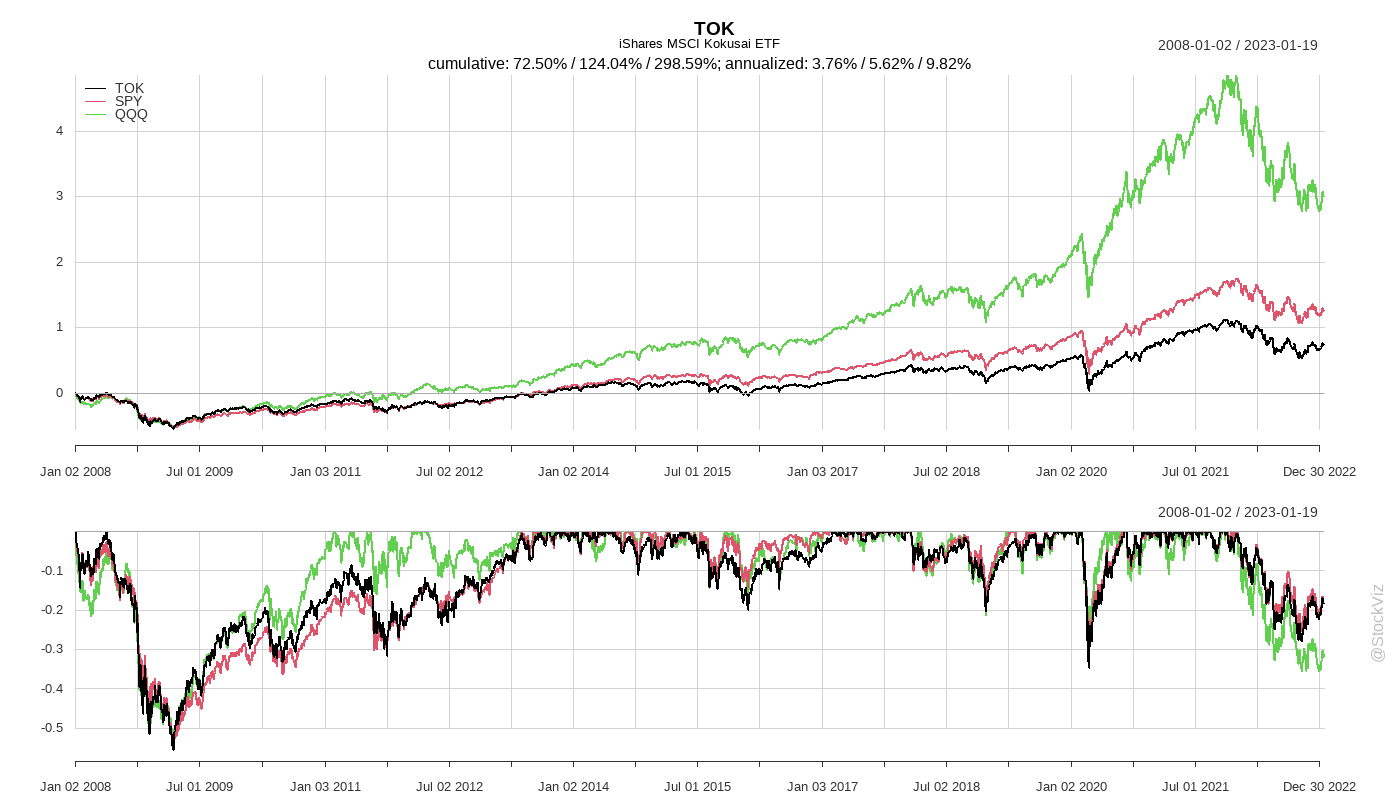 TOK
iShares MSCI Kokusai ETF
2008-01-02 / 2023-01-19
cumulative: 72.50% / 124.04% / 298.59%; annualized: 3.76% / 5.62% / 9.82%
TOK
SPY
QQQ
4
3
2
1
0
Jan 02 2008 Jul 01 2009 Jan 03 2011 Jul 02 2012 Jan 02 2014 Jul 01 2015 Jan 03 2017 Jul 02 2018 Jan 02 2020 Jul 01 2021 Dec 30 2022
2008-01-02 / 2023-01-19
-0.1
-0.2
-0.3
-0.4
-0.5
Jan 02 2008 Jul 01 2009 Jan 03 2011 Jul 02 2012 Jan 02 2014 Jul 01 2015 Jan 03 2017 Jul 02 2018 Jan 02 2020 Jul 01 2021 Dec 30 2022
@StockViz